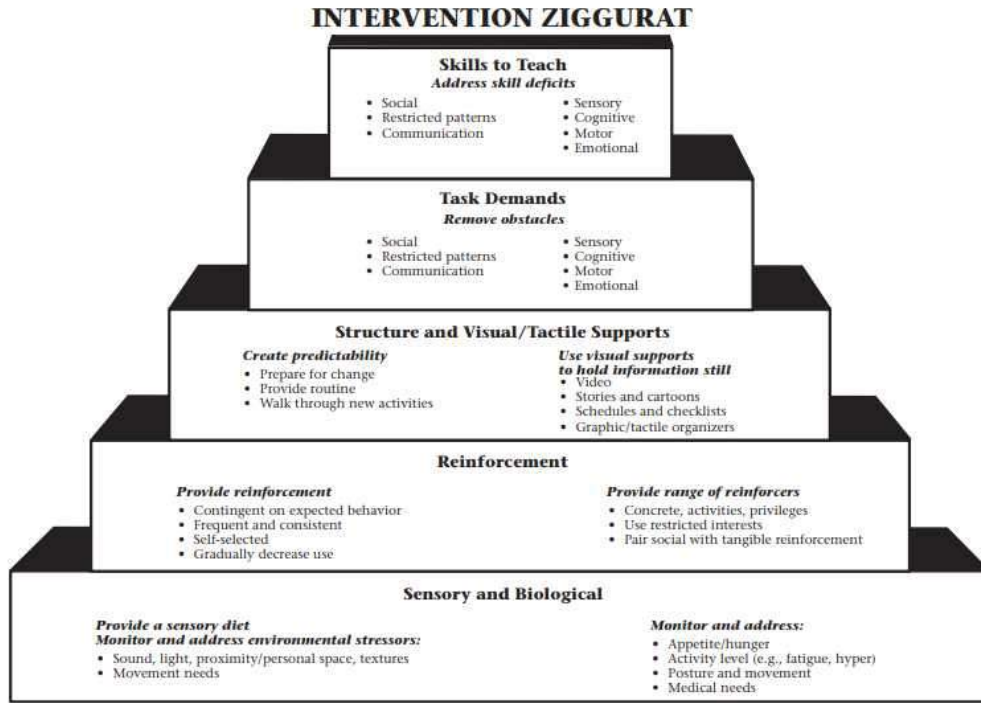 INTERVENTION ZIGGURAT
Skills to Teach
Address skill deficits
• Social
• Restricted patterns
• Communication
• Sensory
• Cognitive
• Motor
• Emotional
Task Demands
Remove obstacles
• Social
• Restricted patterns
• Communication
• Sensory
• Cognitive
• Motor
• Emotional
Structure and Visual/Tactile Supports
Create predictability
• Prepare for change
• Provide routine
• Walk through new activities
Use visual supports
to hold information still
• Video
• Stories and cartoons
• Schedules and checklists
• Graphic/tactile organizers
Reinforcement
Provide reinforcement
• Contingent on expected behavior
• Frequent and consistent
• Self-selected
• Gradually decrease use
Provide range of reinforcers
• Concrete, activities, privileges
• Use restricted interests
• Pair social with tangible reinforcement
Sensory and Biological
Provide a sensory diet
Monitor and address environmental stressors:
• Sound, light, proximity/personal space, textures
• Movement needs
Monitor and address:
• Appetite/hunger
• Activity level (e.g., fatigue, hyper)
• Posture and movement
• Medical needs